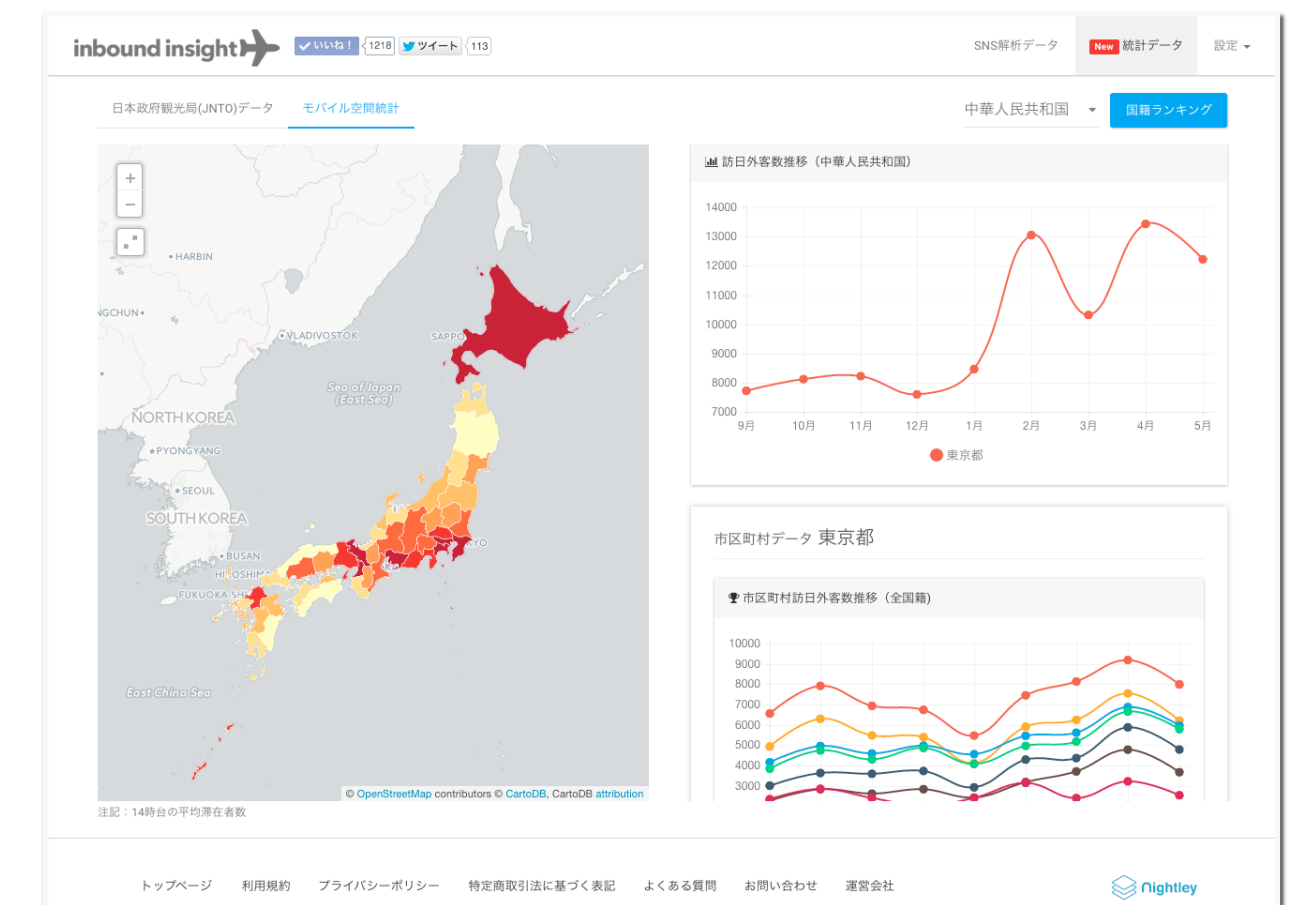 inbound insight いいね！ 1218 ツイート 113 SNS解析データ New 統計データ 設定
日本政府観光局(JNTO)データ モバイル空間統計 中華人民共和国 国籍ランキング
+
−
HARBIN
VLADIVOSTOK
SAPPO
Sea of Japan
(East Sea)
NORTH KOREA
PYONGYANG
SEOUL
SOUTH KOREA
BUSAN
FUKUOKA-SHI
East China Sea
© OpenStreetMap contributors © CartoDB, CartoDB attribution
注記：14時台の平均滞在者数
訪日外客数推移（中華人民共和国）
14000
13000
12000
11000
10000
9000
8000
7000
9月 10月 11月 12月 1月 2月 3月 4月 5月
東京都
市区町村データ 東京都
市区町村訪日外客数推移（全国籍)
10000
9000
8000
7000
6000
5000
4000
3000
トップページ 利用規約 プライバシーポリシー 特定商取引法に基づく表記 よくある質問 お問い合わせ 運営会社
nightley